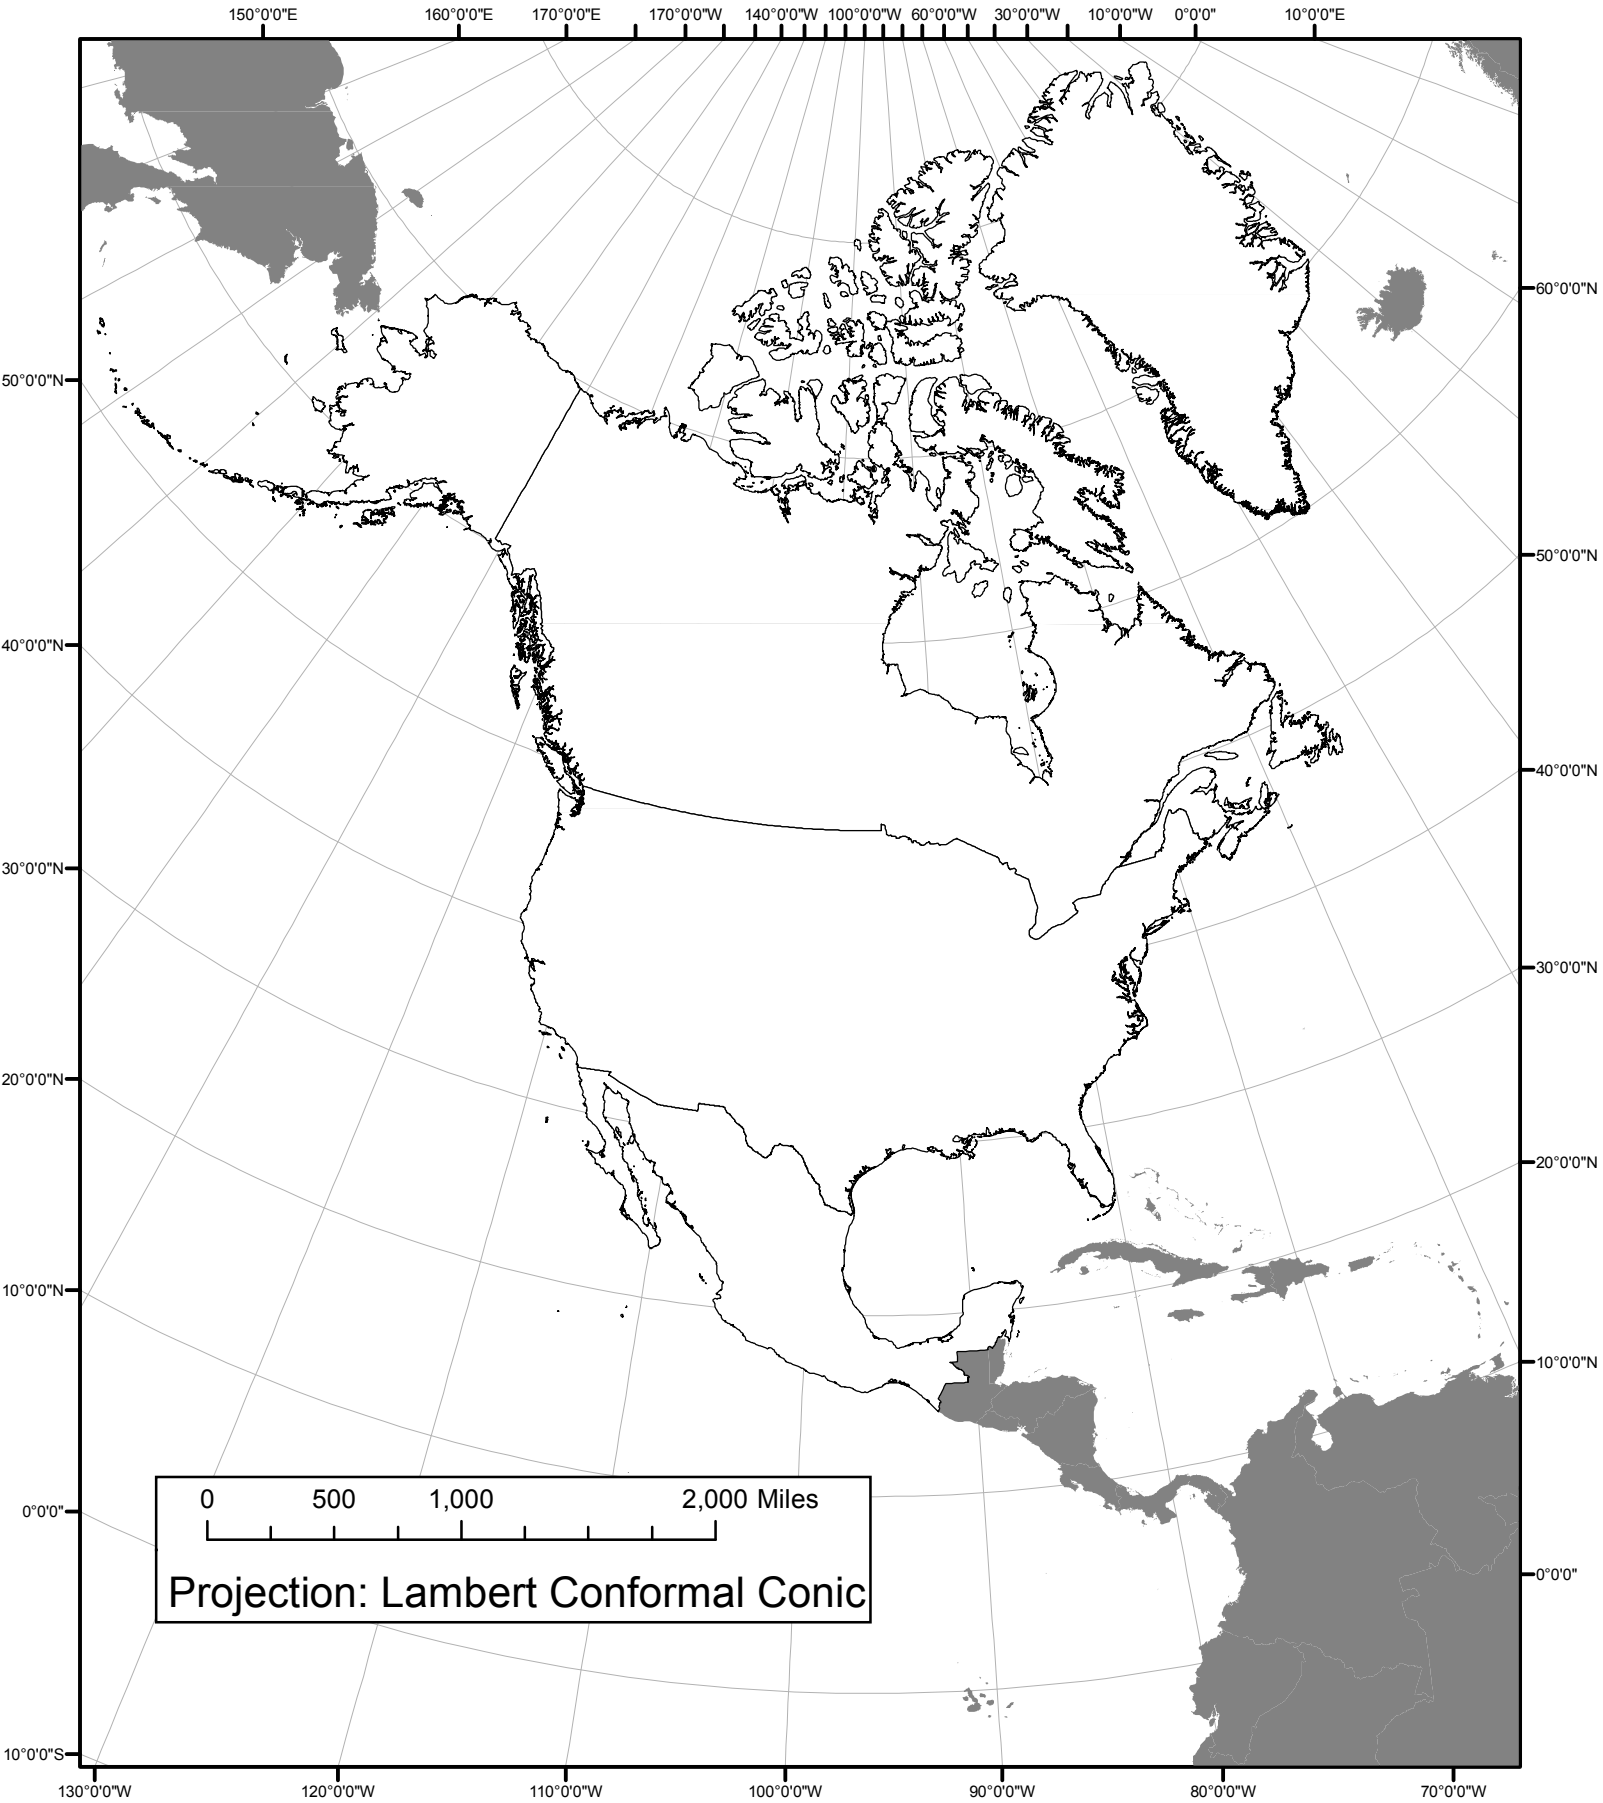 150°0'0"E 160°0'0"E 170°0'0"E 170°0'0"W 140°0'0"W 100°0'0"W 60°0'0"W 30°0'0"W 10°0'0"W 0°0'0" 10°0'0"E
60°0'0"N
50°0'0"N
50°0'0"N
40°0'0"N
40°0'0"N
30°0'0"N
30°0'0"N
20°0'0"N
20°0'0"N
10°0'0"N
10°0'0"N
0 500 1,000 2,000 Miles
0°0'0"
0°0'0"
Projection: Lambert Conformal Conic
10°0'0"S
130°0'0"W 120°0'0"W 110°0'0"W 100°0'0"W 90°0'0"W 80°0'0"W 70°0'0"W